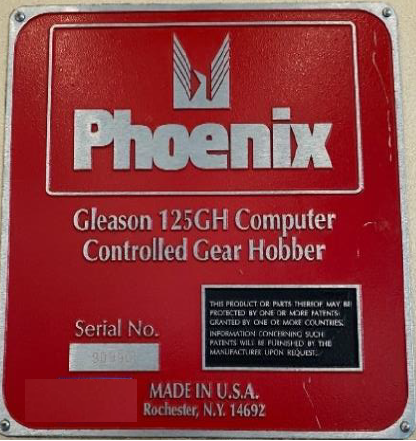 Phoenix
Gleason 125GH Computer
Controlled Gear Hobber
THIS PRODUCT OR PARTS THEREOF MAY BE
PROTECTED BY ONE OR MORE PATENTS
GRANTED BY ONE OR MORE COUNTRIES.
INFORMATION CONCERNING SUCH
PATENTS WILL BE FURNISHED BY THE
MANUFACTURER UPON REQUEST.
Serial No.
MADE IN U.S.A.
Rochester, N.Y. 14692